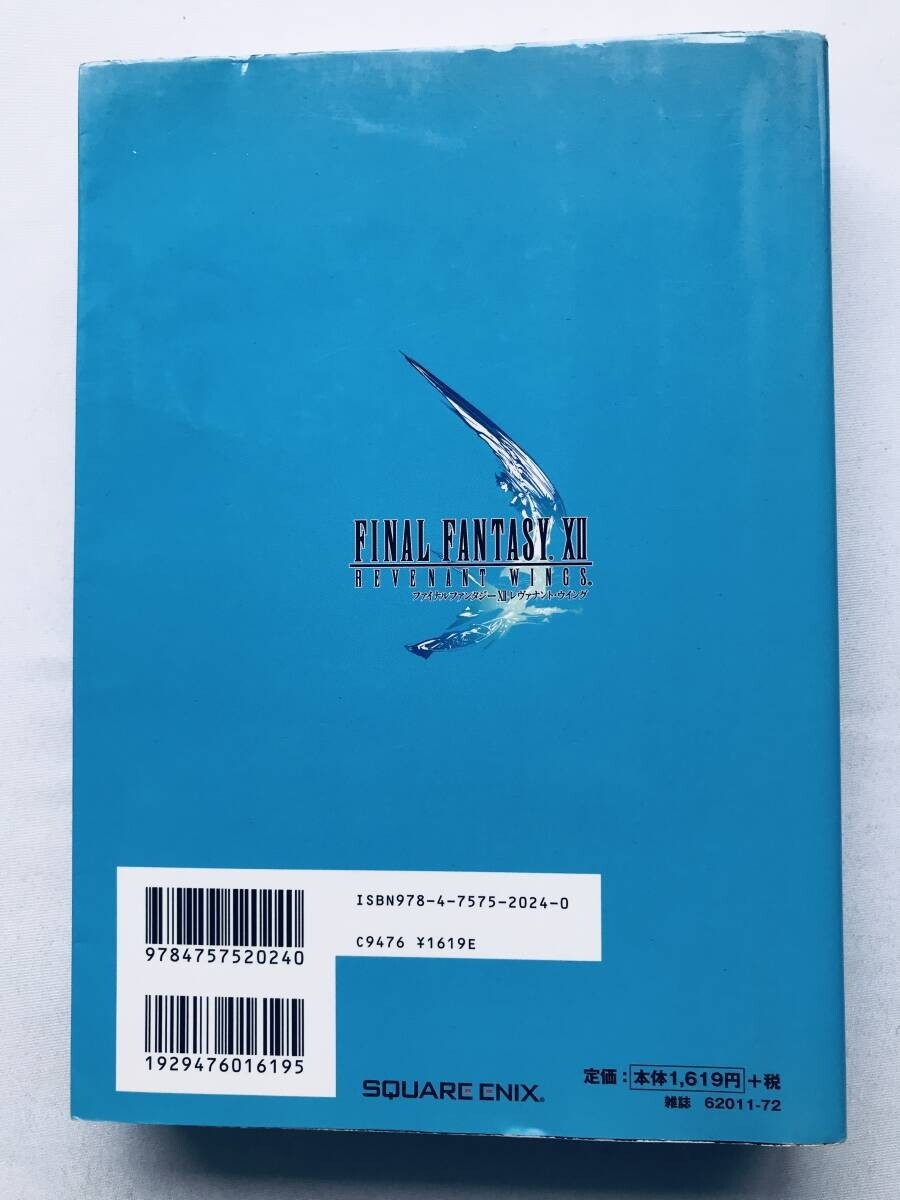 FINAL FANTASY. XII
REVENANT WINGS®
ファイナルファンタジーXII レヴァナント・ウイング
ISBN978-4-7575-2024-0
C9476 ¥1619E
9784757520240
1929476016195
SQUARE ENIX®
定価：本体1,619円+税
雑誌 62011-72